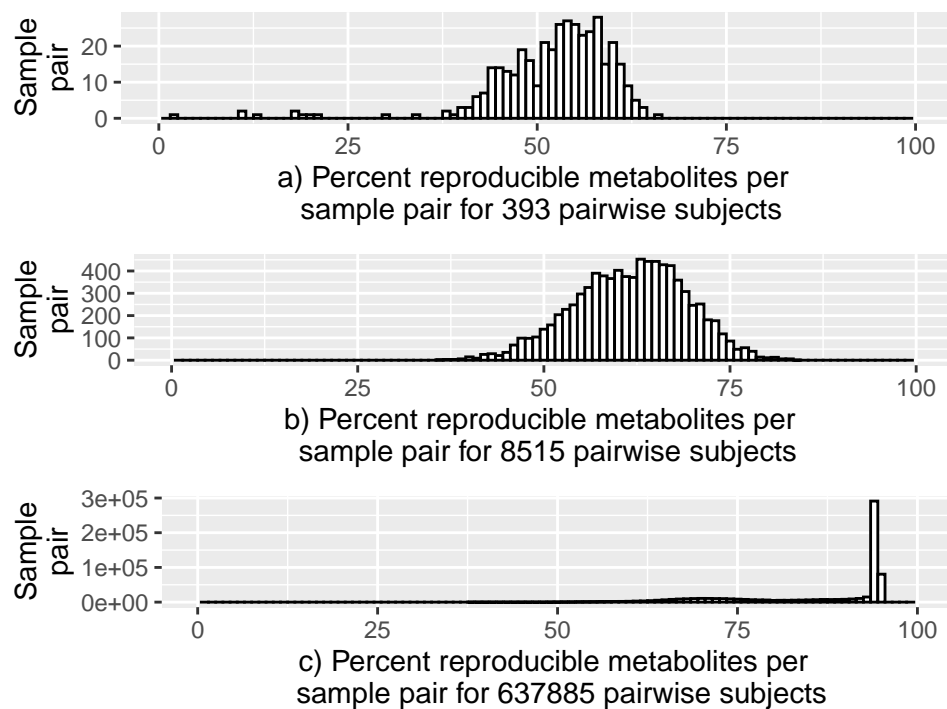 Sample
pair
20
10
0
0 25 50 75 100
a) Percent reproducible metabolites per
sample pair for 393 pairwise subjects
Sample
pair
400
300
200
100
0
0 25 50 75 100
b) Percent reproducible metabolites per
sample pair for 8515 pairwise subjects
Sample
pair
3e+05
2e+05
1e+05
0e+00
0 25 50 75 100
c) Percent reproducible metabolites per
sample pair for 637885 pairwise subjects